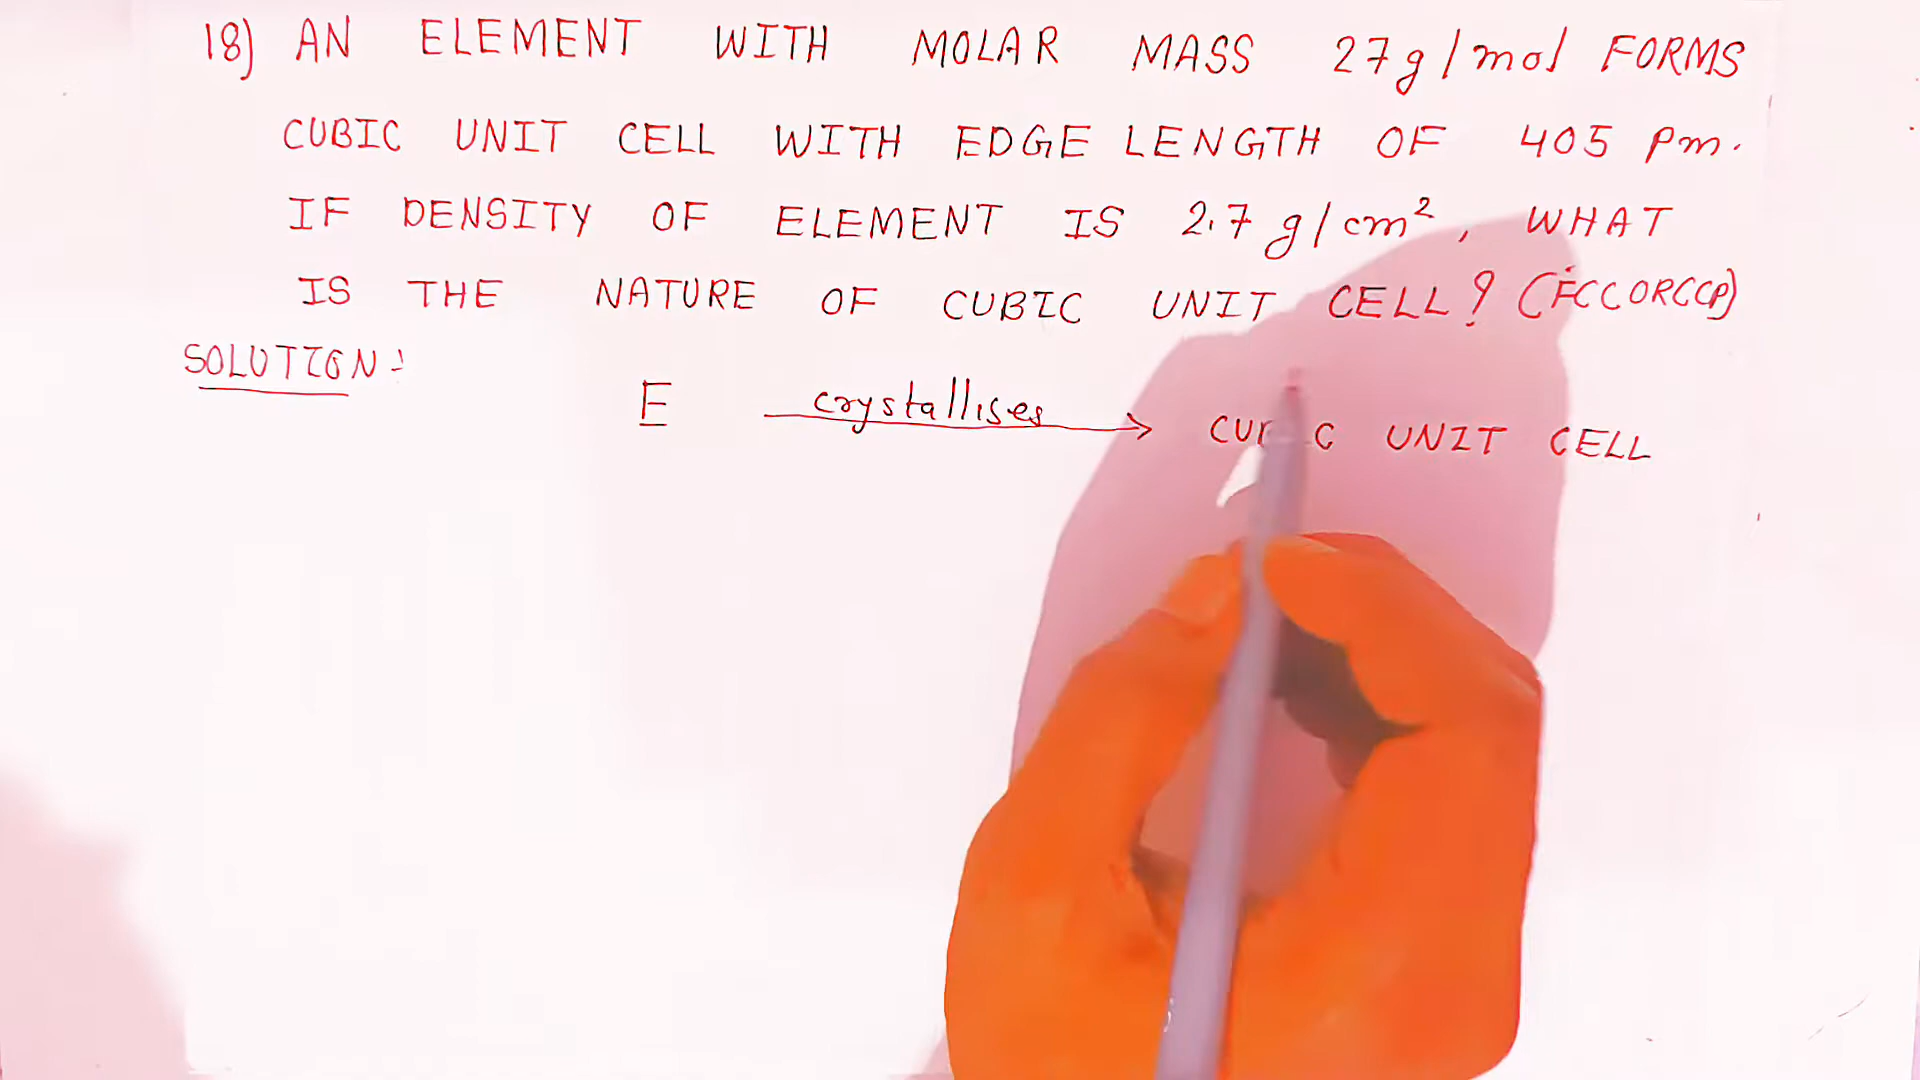 18) AN ELEMENT WITH MOLAR MASS 27g/mol FORMS
CUBIC UNIT CELL WITH EDGE LENGTH OF 405 pm.
IF DENSITY OF ELEMENT IS 2.7 g/cm², WHAT
IS THE NATURE OF CUBIC UNIT CELL? (FCC OR CCP)
SOLUTION:
E crystallises → UNIT CELL